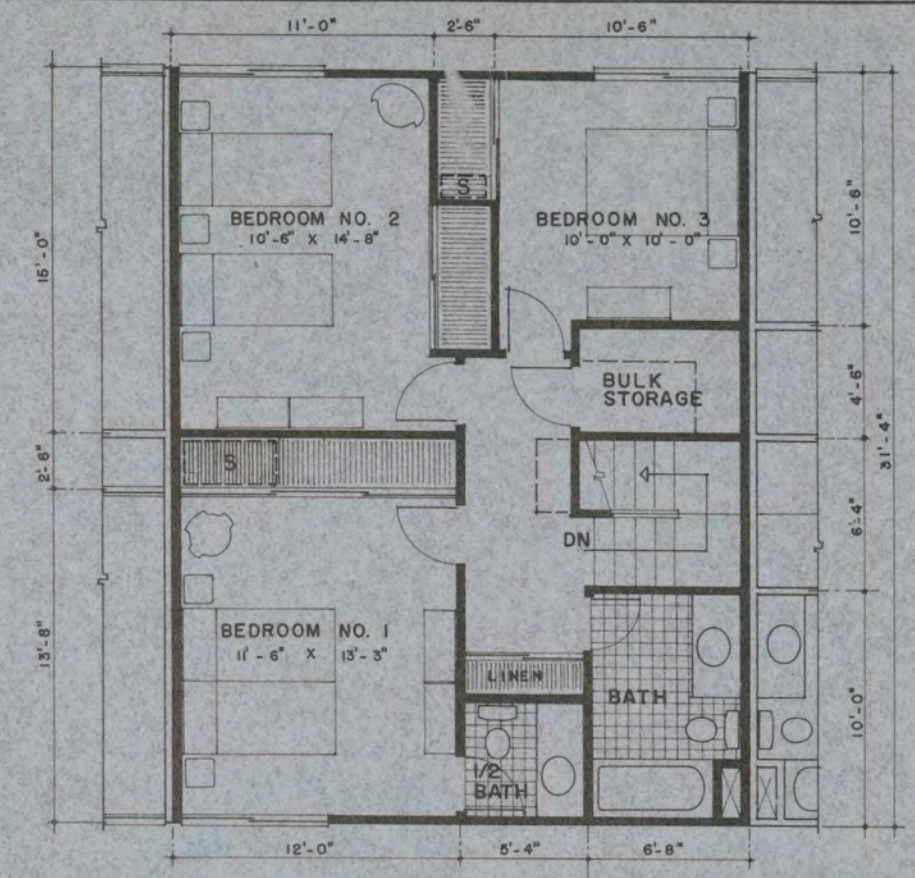 11'-0" 2'-6" 10'-6"
S
BEDROOM NO. 2
10'-6" X 14'-8"
BEDROOM NO. 3
10'-0" X 10'-0"
15'-0"
10'-6"
BULK
STORAGE
4'-6"
31'-4"
2'-6"
S
DN
6'-4"
BEDROOM NO. 1
11'-6" X 13'-3"
13'-8"
LINEN
BATH
10'-0"
1/2
BATH
12'-0" 5'-4" 6'-8"